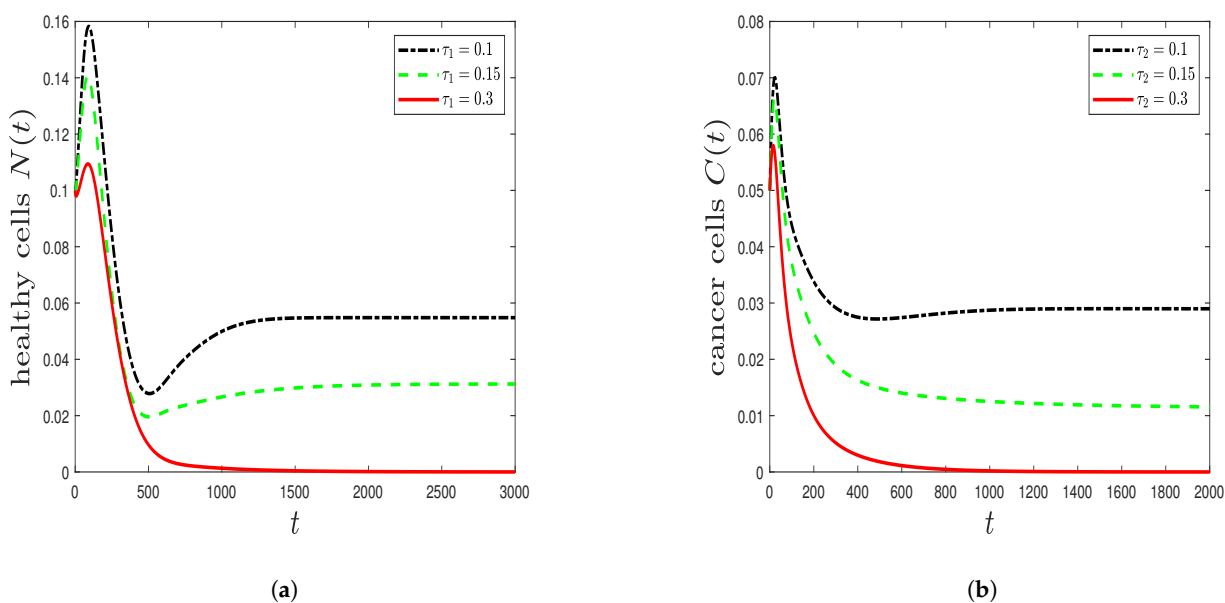 0.16
0.14
0.12
0.1
0.08
0.06
0.04
0.02
0
healthy cells N(t)
τ₁ = 0.1
τ₁ = 0.15
τ₁ = 0.3
0 500 1000 1500 2000 2500 3000
t
(a)
0.08
0.07
0.06
0.05
0.04
0.03
0.02
0.01
0
cancer cells C(t)
τ₂ = 0.1
τ₂ = 0.15
τ₂ = 0.3
0 200 400 600 800 1000 1200 1400 1600 1800 2000
t
(b)